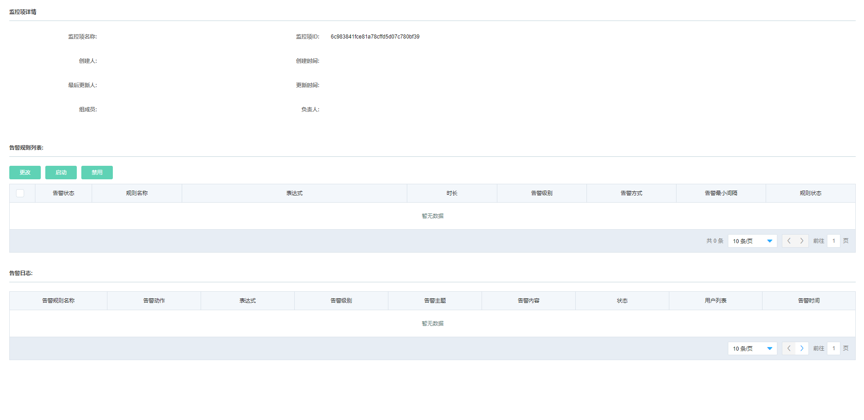 监控项详情
监控项名称: 监控项ID: 6c983841fce81a78cffd5d07c780bf38
创建人: 创建时间:
最后更新人: 更新时间:
组成员: 负责人:
告警规则列表:
更改 启动 禁用
告警状态 规则名称 表达式 时长 告警级别 告警方式 告警最小间隔 规则状态
暂无数据
共 0 条 10 条/页 前往 1 页
告警日志:
告警规则名称 告警动作 表达式 告警级别 告警主题 告警内容 状态 用户列表 告警时间
暂无数据
10 条/页 前往 1 页